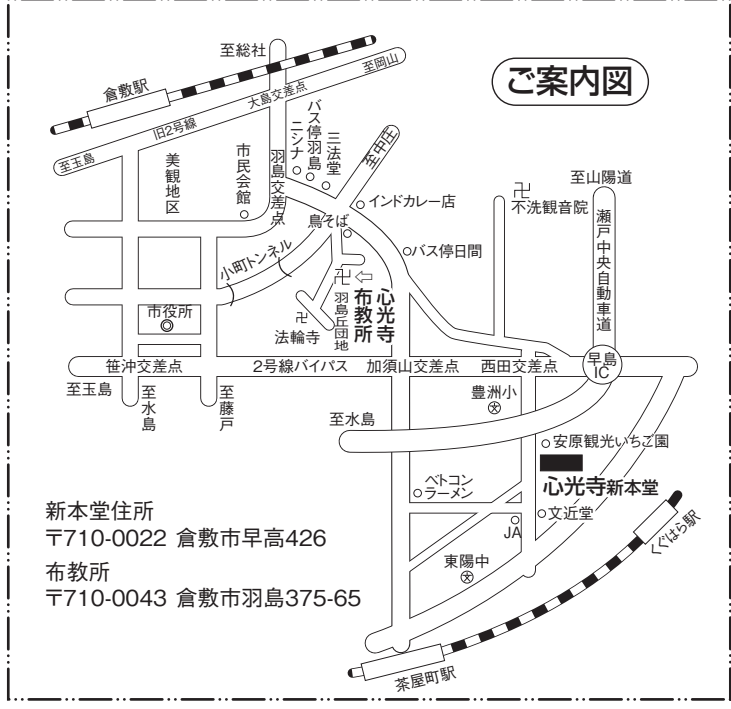 ご案内図
至総社
至岡山
倉敷駅
大島交差点
旧2号線
至玉島
美観地区
市民会館
羽島交差点
ニシナ
バス停羽島
三法堂
至中庄
インドカレー店
鳥そば
バス停日間
卍
不洗観音院
至山陽道
瀬戸中央自動車道
小町トンネル
卍
法輪寺
卍
⇦
羽島丘団地
心光寺
布教所
市役所
笹沖交差点
2号線バイパス
加須山交差点
西田交差点
早島
IC
至玉島
至水島
至藤戸
豊洲小
文
至水島
安原観光いちご園
心光寺新本堂
ベトコン
ラーメン
文近堂
JA
東陽中
文
くぐはら駅
茶屋町駅
新本堂住所
〒710-0022 倉敷市早高426
布教所
〒710-0043 倉敷市羽島375-65